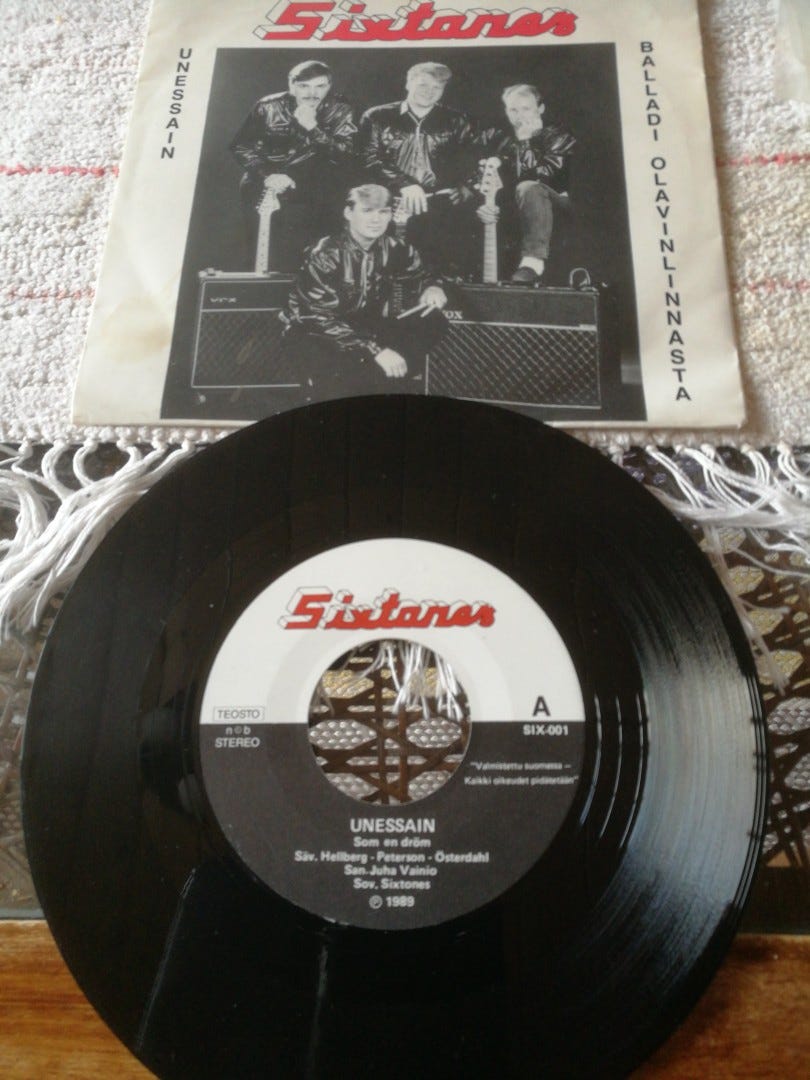 Sixtones
UNESSAIN
BALLADI OLAVINLINNASTA
VOX
VOX
Sixtones
TEOSTO
n©b
STEREO
A
SIX-001
"Valmistettu suomessa –
Kaikki oikeudet pidätetään"
UNESSAIN
Som en dröm
Säv. Hellberg - Peterson - Österdahl
San. Juha Vainio
Sov. Sixtones
℗ 1989